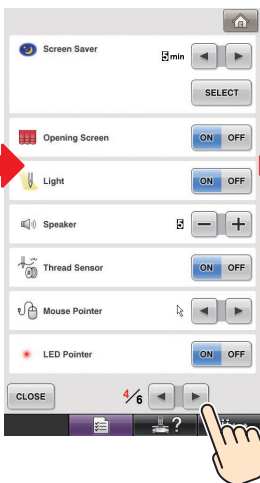 Screen Saver
5 min
SELECT
Opening Screen
ON OFF
Light
ON OFF
Speaker
5
− +
Thread Sensor
ON OFF
Mouse Pointer
LED Pointer
ON OFF
CLOSE
4/6
?